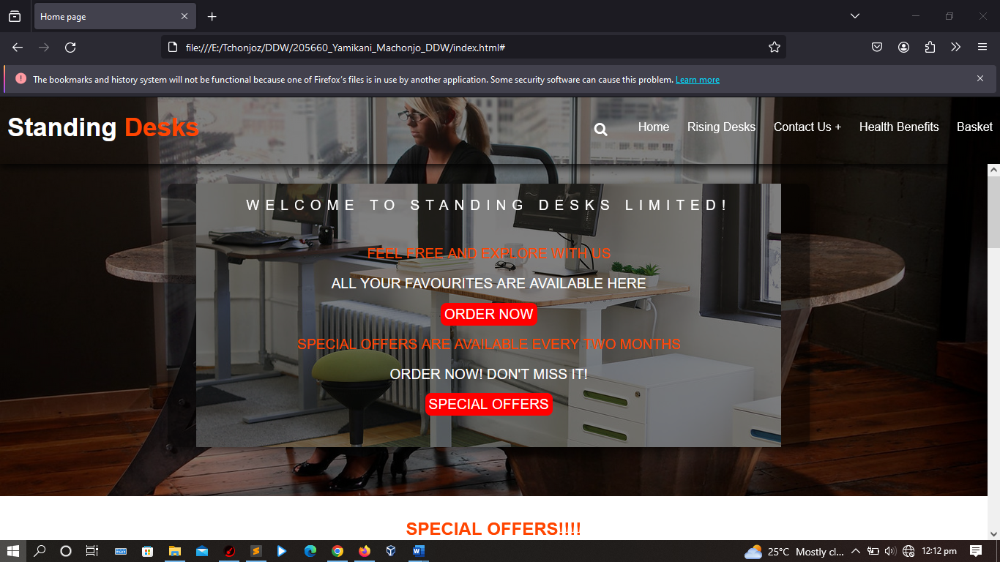 Home page
file:///E:/Tchonjoz/DDW/205660_Yamikani_Machonjo_DDW/index.html#
The bookmarks and history system will not be functional because one of Firefox's files is in use by another application. Some security software can cause this problem. Learn more
Standing Desks
Home Rising Desks Contact Us + Health Benefits Basket
WELCOME TO STANDING DESKS LIMITED!
FEEL FREE AND EXPLORE WITH US
ALL YOUR FAVOURITES ARE AVAILABLE HERE
ORDER NOW
SPECIAL OFFERS ARE AVAILABLE EVERY TWO MONTHS
ORDER NOW! DON'T MISS IT!
SPECIAL OFFERS
SPECIAL OFFERS!!!!
25°C Mostly cl... 12:12 pm